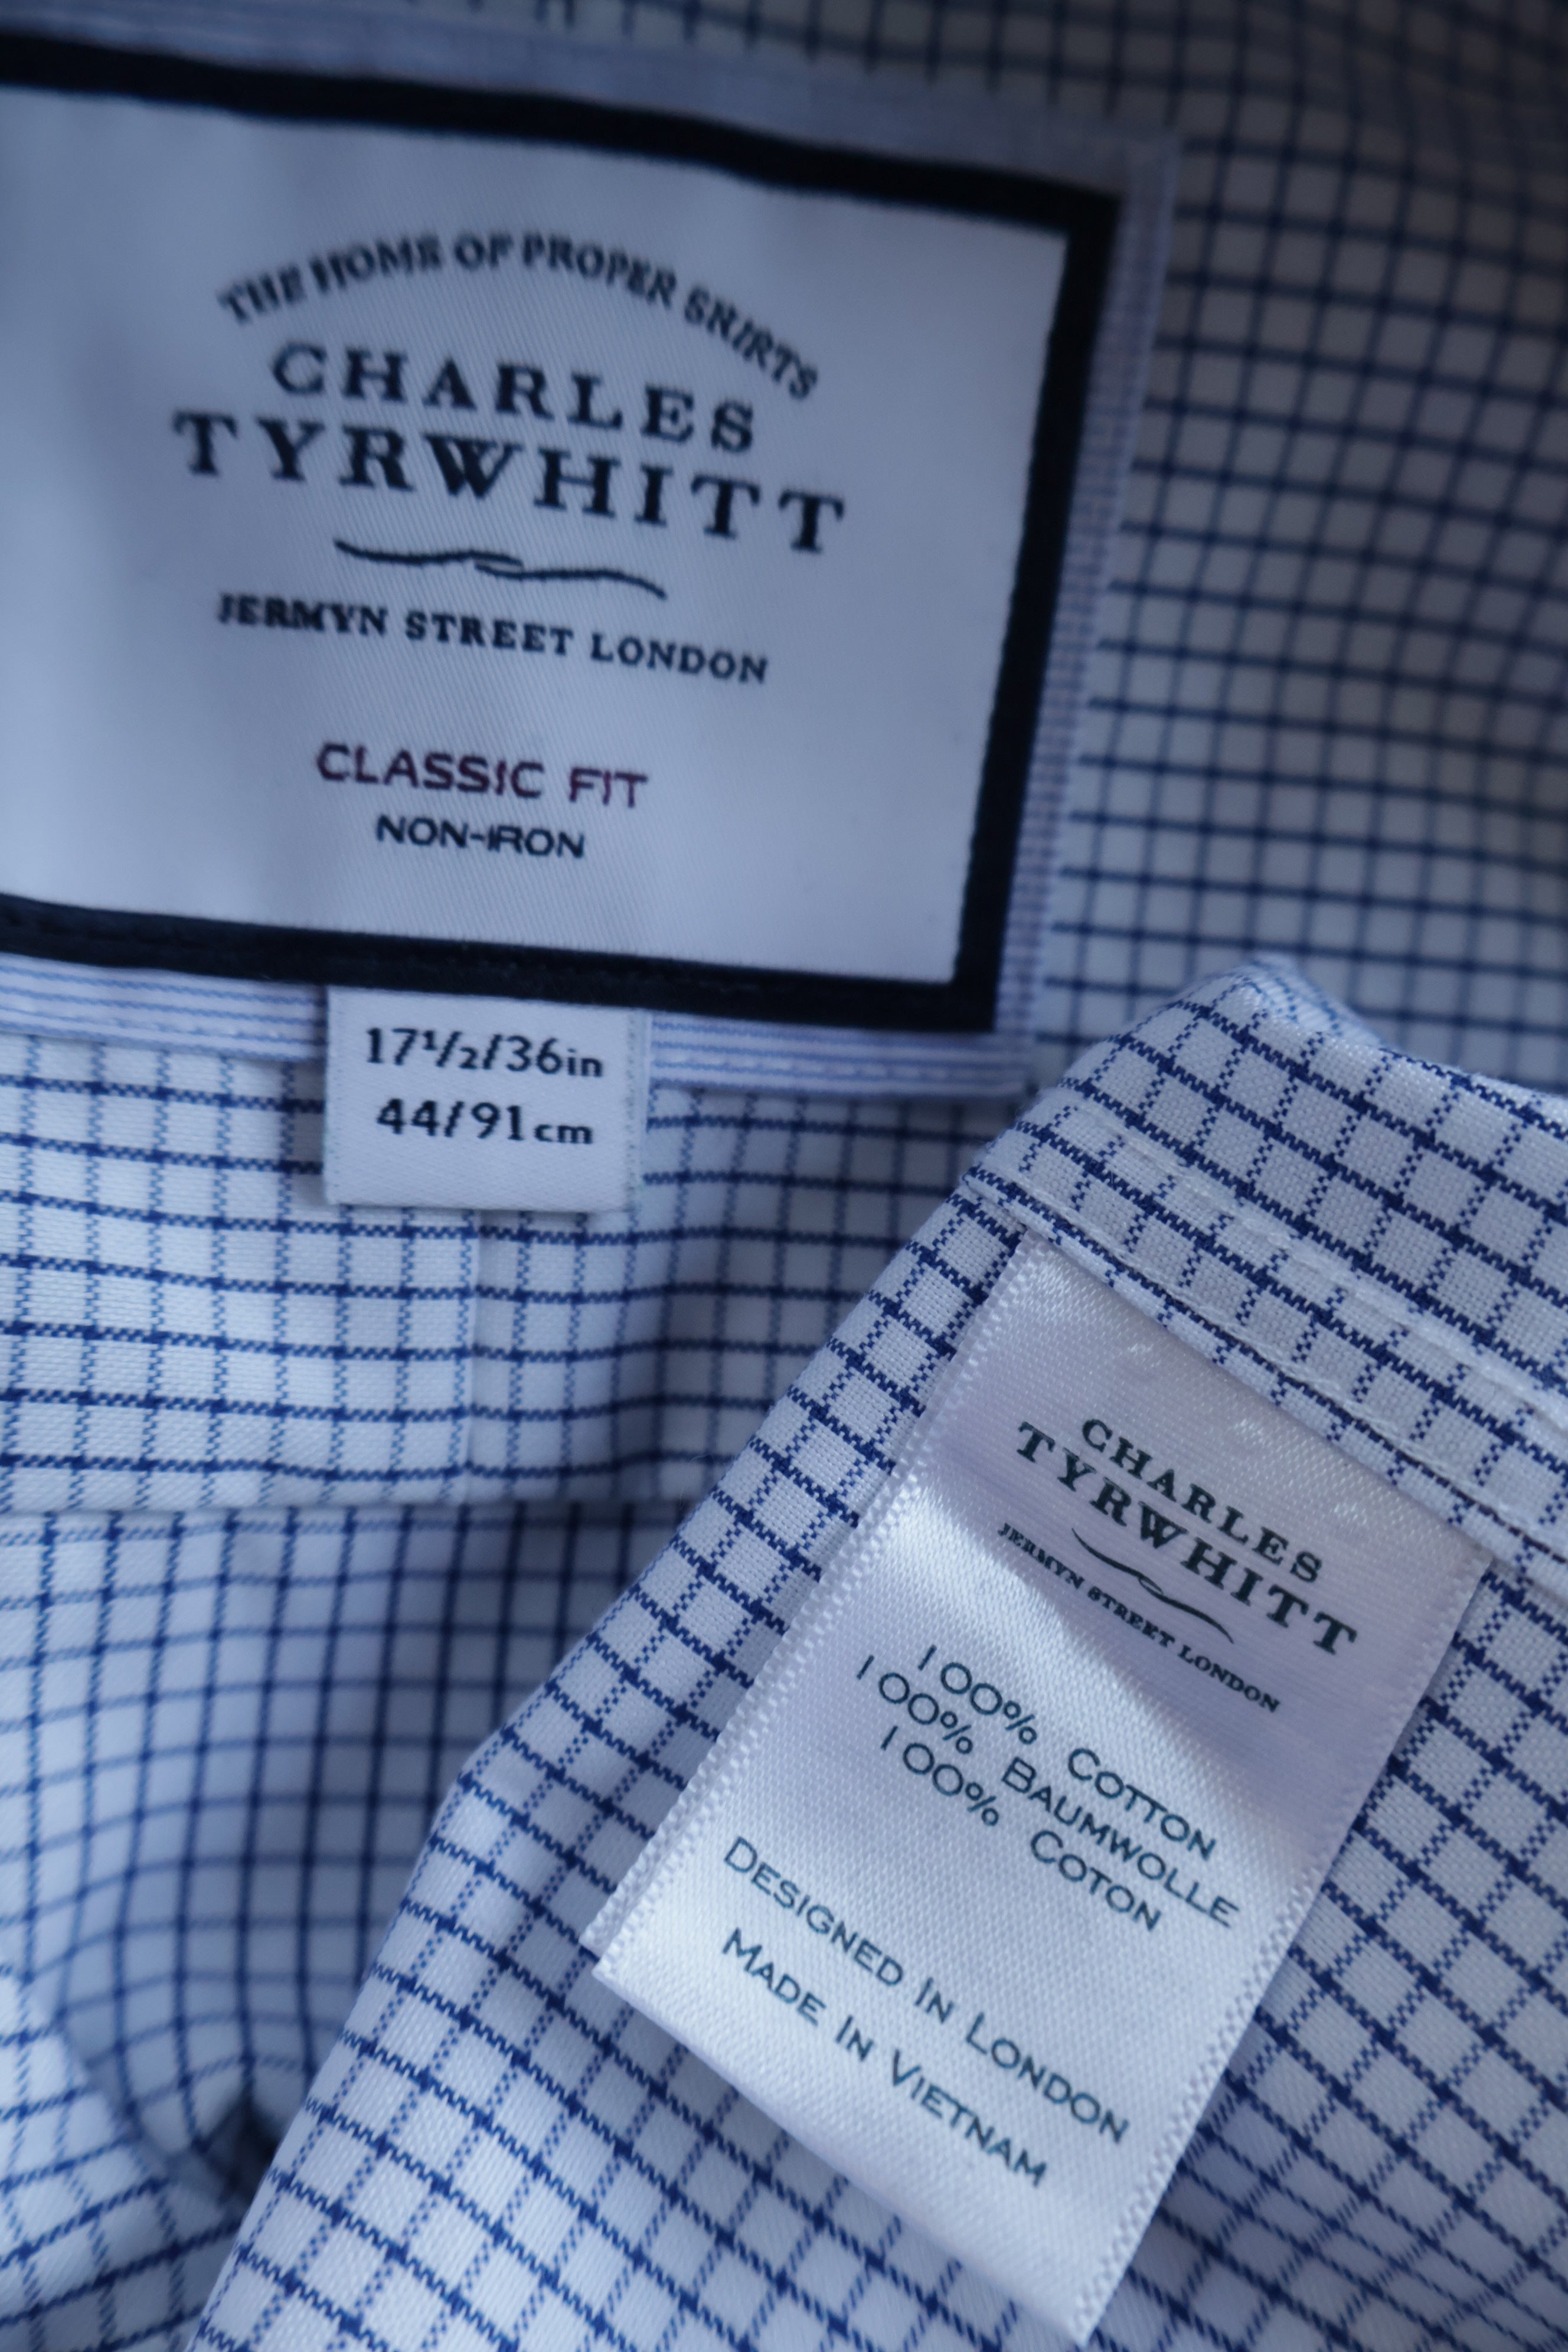 THE HOME OF PROPER SHIRTS
CHARLES
TYRWHITT
JERMYN STREET LONDON
CLASSIC FIT
NON-IRON
17½/36in
44/91cm
CHARLES
TYRWHITT
JERMYN STREET LONDON
100% COTTON
100% BAUMWOLLE
100% COTON
DESIGNED IN LONDON
MADE IN VIETNAM